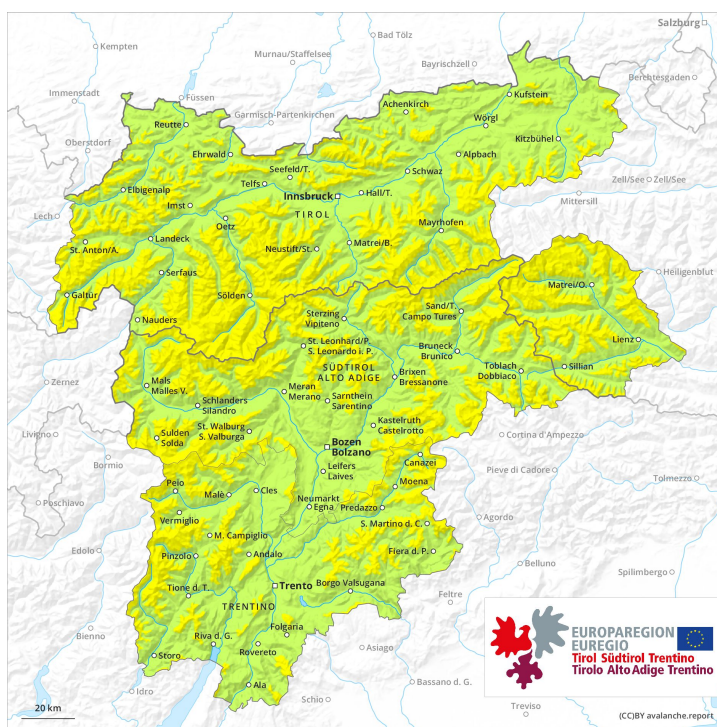 Salzburg
Kempten
Bad Tölz
Murnau/Staffelsee
Bayrischzell
Berchtesgaden
Immenstadt
Füssen
Achenkirch
Kufstein
Garmisch-Partenkirchen
Reutte
Wörgl
Oberstdorf
Kitzbühel
Ehrwald
Alpbach
Seefeld/T.
Schwaz
Zell/See
Zell/See
Elbigenalp
Telfs
Innsbruck
Hall/T.
Mittersill
Imst
TIROL
Lech
Oetz
Mayrhofen
St. Anton/A.
Landeck
Neustift/St.
Matrei/B.
Serfaus
Heiligenblut
Matrei/O.
Galtür
Sölden
Sand/T.
Campo Tures
Nauders
Sterzing
Vipiteno
Lienz
St. Leonhard/P.
S. Leonardo i. P.
Bruneck
Brunico
Toblach
Dobbiaco
Sillian
SÜDTIROL
ALTO ADIGE
Brixen
Bressanone
Zernez
Mals
Malles V.
Meran
Merano
Schlanders
Silandro
Sarnthein
Sarentino
Livigno
St. Walburg
S. Valburga
Kastelruth
Castelrotto
Sulden
Solda
Bozen
Bolzano
Cortina d'Ampezzo
Bormio
Canazei
Leifers
Laives
Pieve di Cadore
Tolmezzo
Peio
Moena
Poschiavo
Malè
Cles
Neumarkt
Egna
Predazzo
Vermiglio
Agordo
S. Martino d. C.
M. Campiglio
Edolo
Pinzolo
Andalo
Fiera d. P.
Belluno
Spilimbergo
Tione d. T.
Trento
Borgo Valsugana
Feltre
TRENTINO
Bienno
Folgaria
Riva d. G.
Rovereto
Asiago
Storo
Bassano d. G.
Idro
Ala
Schio
Treviso
EUROPAREGION
EUREGIO
Tirol Südtirol Trentino
Tirolo Alto Adige Trentino
20 km
(CC)BY avalanche.report